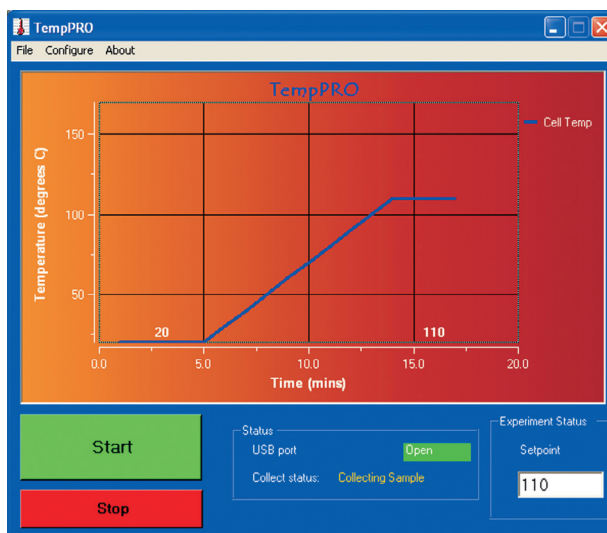 TempPRO
File Configure About
TempPRO
Cell Temp
Temperature (degrees C)
150
100
50
20
110
0.0 5.0 10.0 15.0 20.0
Time (mins)
Start
Stop
Status
USB port Open
Collect status: Collecting Sample
Experiment Status
Setpoint
110